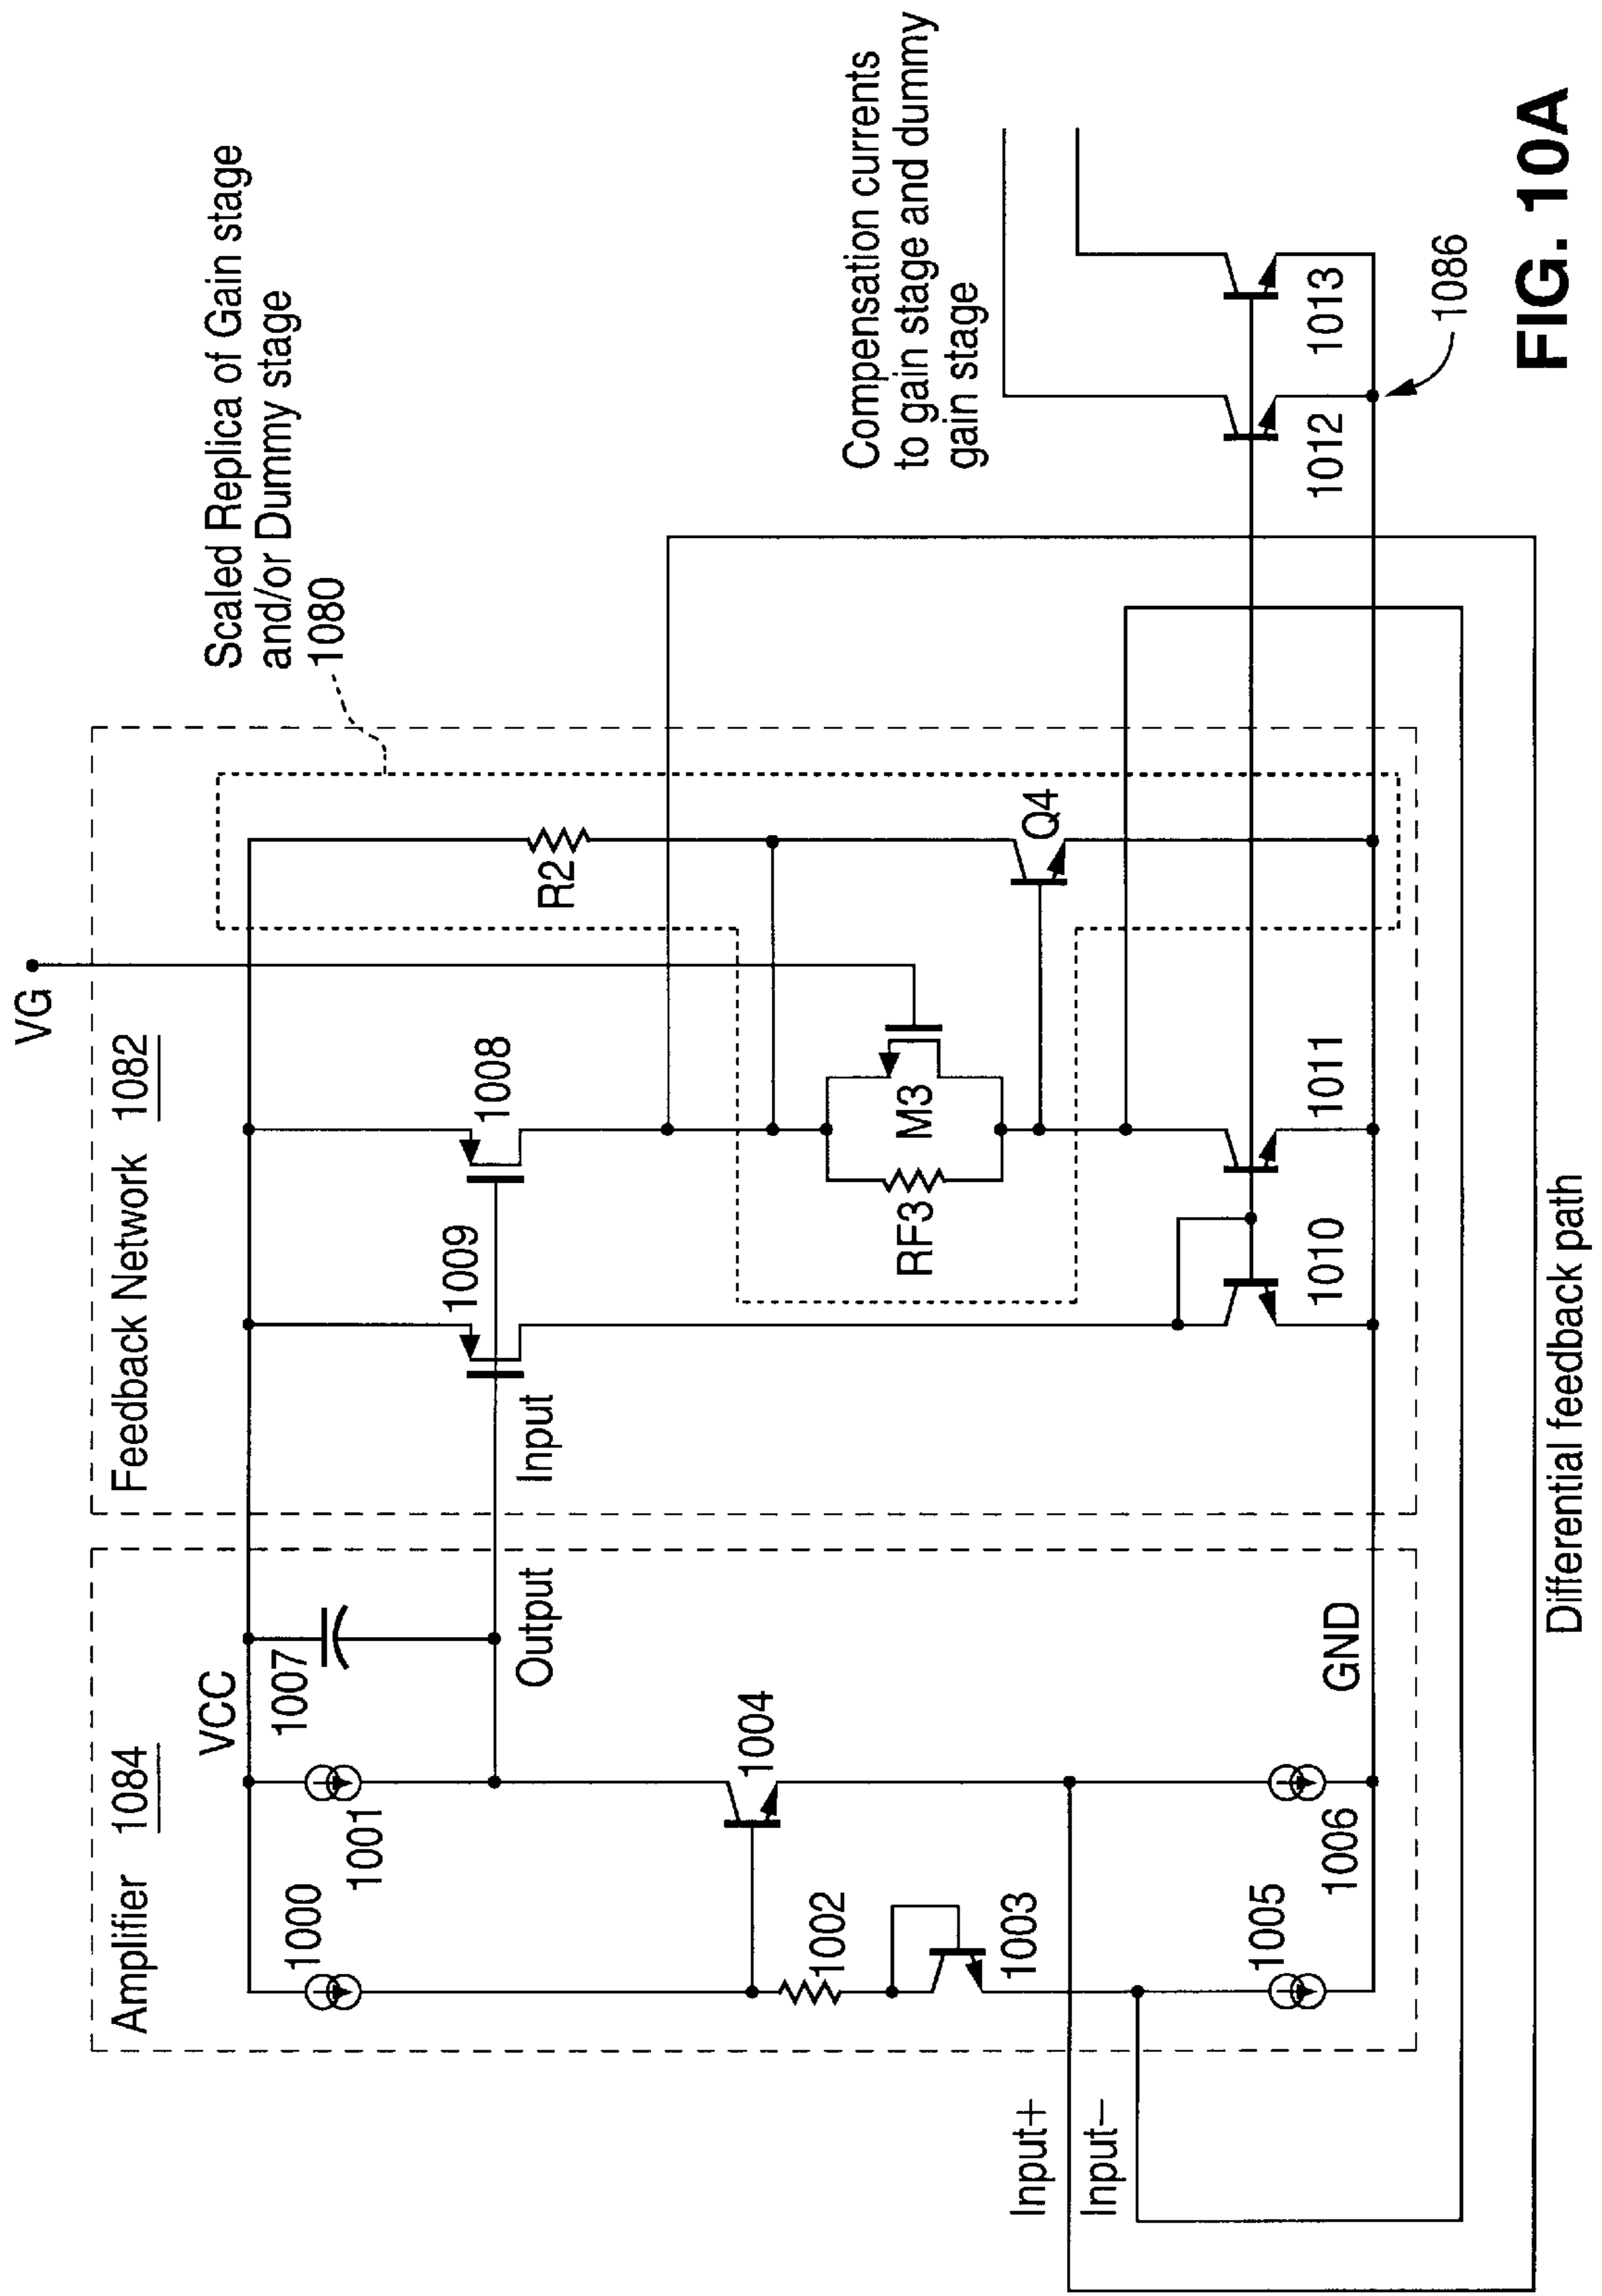 VG
Amplifier 1084
Feedback Network 1082
Scaled Replica of Gain stage
and/or Dummy stage
1080
VCC
1000
1001
1007
1009
1008
R2
Output
Input
1004
1002
1003
RF3
M3
Q4
Compensation currents
to gain stage and dummy
gain stage
Input+
Input−
1005
1006
GND
1010
1011
1012
1013
1086
Differential feedback path
FIG. 10A